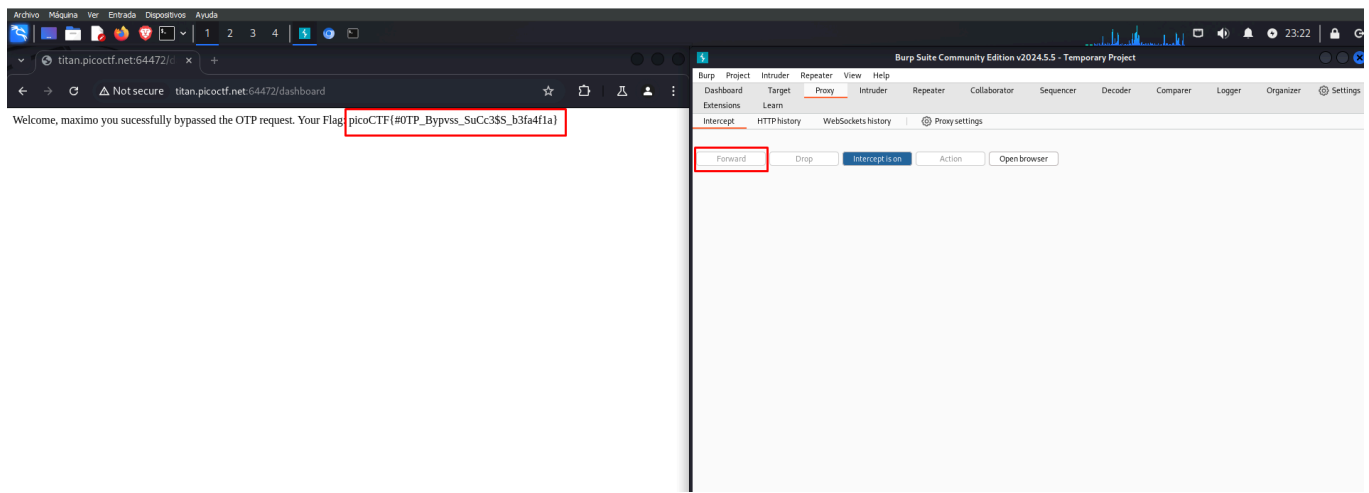 Archivo Máquina Ver Entrada Dispositivos Ayuda
1 2 3 4
23:22
titan.picoctf.net:64472/d
Not secure titan.picoctf.net:64472/dashboard
Welcome, maximo you sucessfully bypassed the OTP request. Your Flag: picoCTF{#0TP_Bypvss_SuCc3$S_b3fa4f1a}
Burp Suite Community Edition v2024.5.5 - Temporary Project
Burp Project Intruder Repeater View Help
Dashboard Target Proxy Intruder Repeater Collaborator Sequencer Decoder Comparer Logger Organizer Settings
Extensions Learn
Intercept HTTP history WebSockets history Proxy settings
Forward Drop Intercept is on Action Open browser